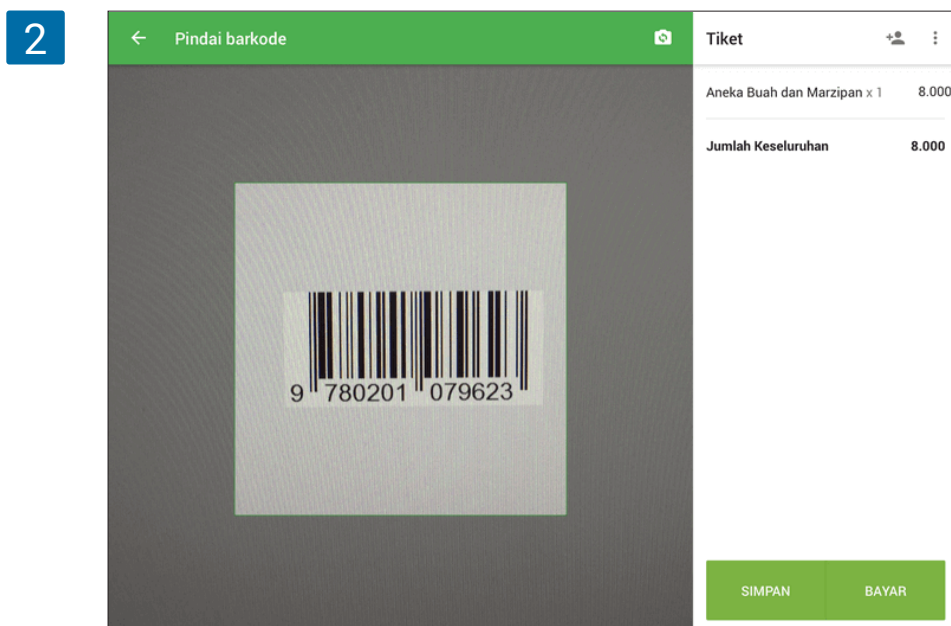 2
Pindai barkode
Tiket
Aneka Buah dan Marzipan x 1 8.000
Jumlah Keseluruhan 8.000
9 780201 079623
SIMPAN BAYAR